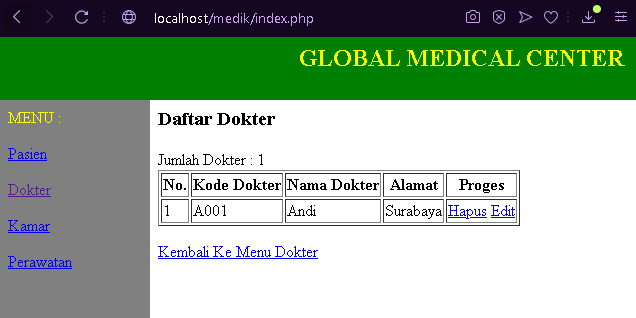 localhost/medik/index.php
GLOBAL MEDICAL CENTER
MENU :
Pasien
Dokter
Kamar
Perawatan
Daftar Dokter
Jumlah Dokter : 1
No. Kode Dokter Nama Dokter Alamat Proges
1 A001 Andi Surabaya Hapus Edit
Kembali Ke Menu Dokter